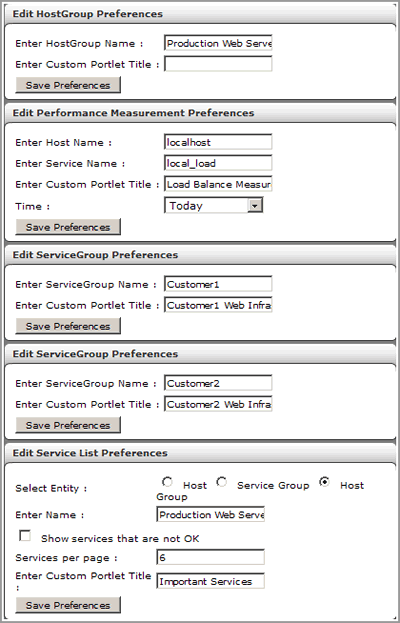 Edit HostGroup Preferences
Enter HostGroup Name : Production Web Serve
Enter Custom Portlet Title :
Save Preferences
Edit Performance Measurement Preferences
Enter Host Name : localhost
Enter Service Name : local_load
Enter Custom Portlet Title : Load Balance Measur
Time : Today
Save Preferences
Edit ServiceGroup Preferences
Enter ServiceGroup Name : Customer1
Enter Custom Portlet Title : Customer1 Web Infra
Save Preferences
Edit ServiceGroup Preferences
Enter ServiceGroup Name : Customer2
Enter Custom Portlet Title : Customer2 Web Infra
Save Preferences
Edit Service List Preferences
Select Entity : Host Service Group Host
Group
Enter Name : Production Web Serve
Show services that are not OK
Services per page : 6
Enter Custom Portlet Title Important Services
:
Save Preferences